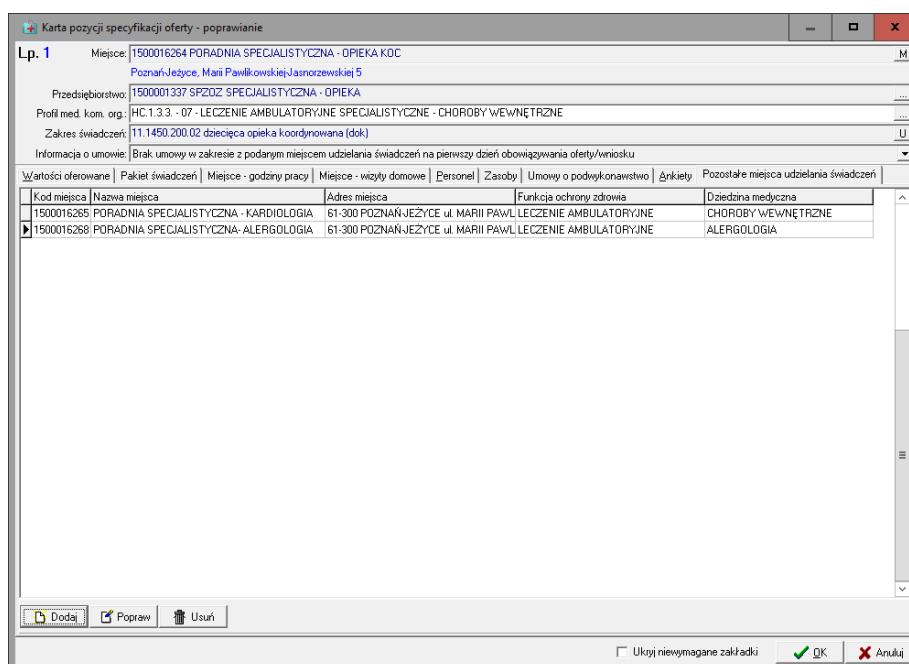 Karta pozycji specyfikacji oferty - poprawianie
Lp. 1 Miejsce: 1500016264 PORADNIA SPECJALISTYCZNA - OPIEKA KOC M
Poznań-Jeżyce, Marii Pawlikowskiej-Jasnorzewskiej 5
Przedsiębiorstwo: 1500001337 SPZOZ SPECJALISTYCZNA - OPIEKA ...
Profil med. kom. org.: HC.1.3.3. - 07 - LECZENIE AMBULATORYJNE SPECJALISTYCZNE - CHOROBY WEWNĘTRZNE ...
Zakres świadczeń: 11.1450.200.02 dziecięca opieka koordynowana (dok) U
Informacja o umowie: Brak umowy w zakresie z podanym miejscem udzielania świadczeń na pierwszy dzień obowiązywania oferty/wniosku
Wartości oferowane Pakiet świadczeń Miejsce - godziny pracy Miejsce - wizyty domowe Personel Zasoby Umowy o podwykonawstwo Ankiety Pozostałe miejsca udzielania świadczeń
Kod miejsca Nazwa miejsca Adres miejsca Funkcja ochrony zdrowia Dziedzina medyczna
1500016265 PORADNIA SPECJALISTYCZNA - KARDIOLOGIA 61-300 POZNAŃ-JEŻYCE ul. MARII PAWL LECZENIE AMBULATORYJNE CHOROBY WEWNĘTRZNE
1500016268 PORADNIA SPECJALISTYCZNA- ALERGOLOGIA 61-300 POZNAŃ-JEŻYCE ul. MARII PAWL LECZENIE AMBULATORYJNE ALERGOLOGIA
Dodaj Popraw Usuń
Ukryj niewymagane zakładki OK Anuluj